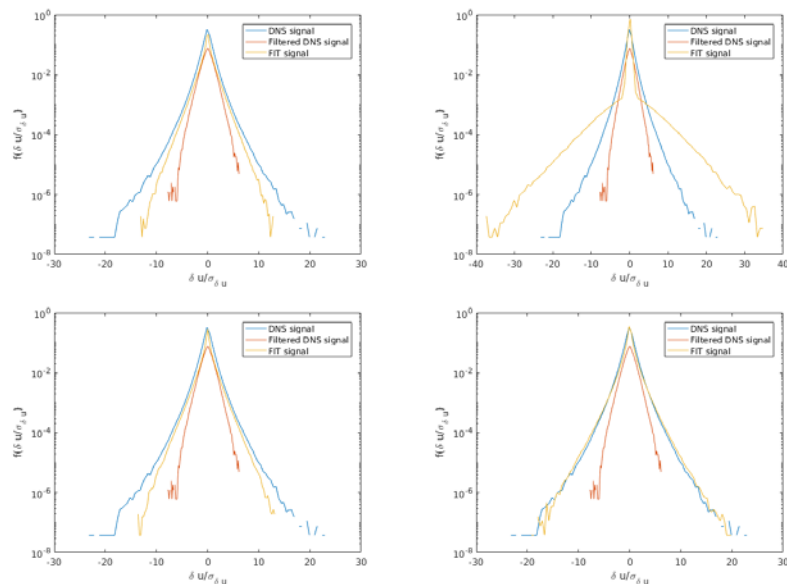 DNS signal
Filtered DNS signal
FIT signal
10^0
10^-2
10^-4
10^-6
10^-8
f(δ u/σ_δ u)
-30 -20 -10 0 10 20 30
δ u/σ_δ u
DNS signal
Filtered DNS signal
FIT signal
10^0
10^-2
10^-4
10^-6
10^-8
f(δ u/σ_δ u)
-40 -30 -20 -10 0 10 20 30 40
δ u/σ_δ u
DNS signal
Filtered DNS signal
FIT signal
10^0
10^-2
10^-4
10^-6
10^-8
f(δ u/σ_δ u)
-30 -20 -10 0 10 20 30
δ u/σ_δ u
DNS signal
Filtered DNS signal
FIT signal
10^0
10^-2
10^-4
10^-6
10^-8
f(δ u/σ_δ u)
-30 -20 -10 0 10 20 30
δ u/σ_δ u